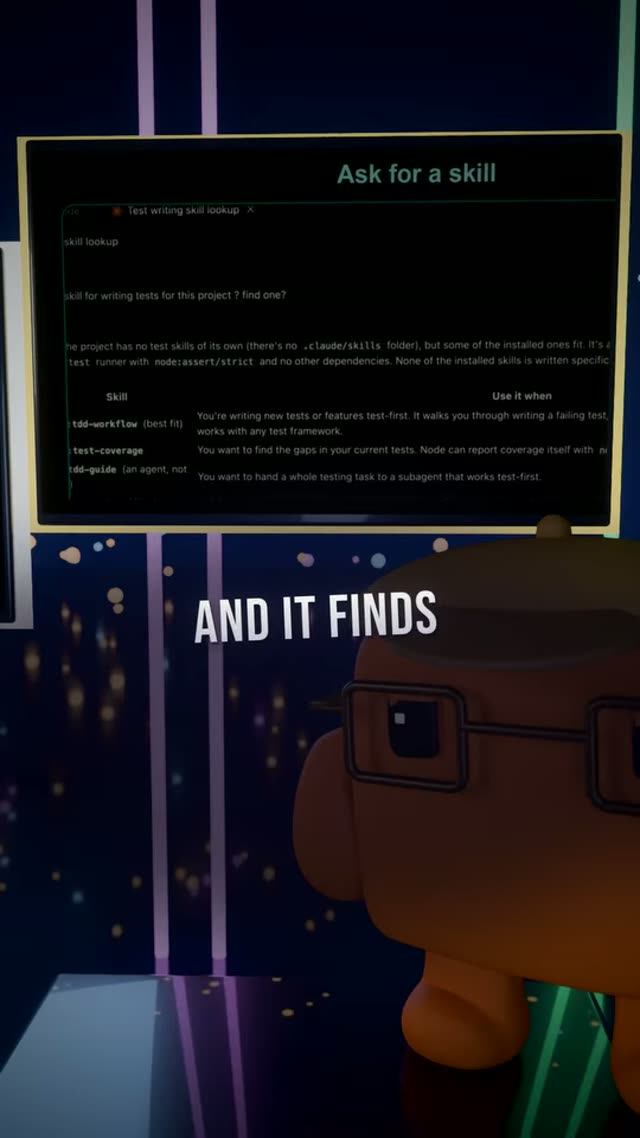 Ask for a skill
Test writing skill lookup ×
skill lookup
skill for writing tests for this project ? find one?
he project has no test skills of its own (there's no .claude/skills folder), but some of the installed ones fit. It's
test runner with node:assert/strict and no other dependencies. None of the installed skills is written specific
Skill Use it when
tdd-workflow (best fit) You're writing new tests or features test-first. It walks you through writing a failing test,
works with any test framework.
test-coverage You want to find the gaps in your current tests. Node can report coverage itself with
tdd-guide (an agent, not You want to hand a whole testing task to a subagent that works test-first.
AND IT FINDS